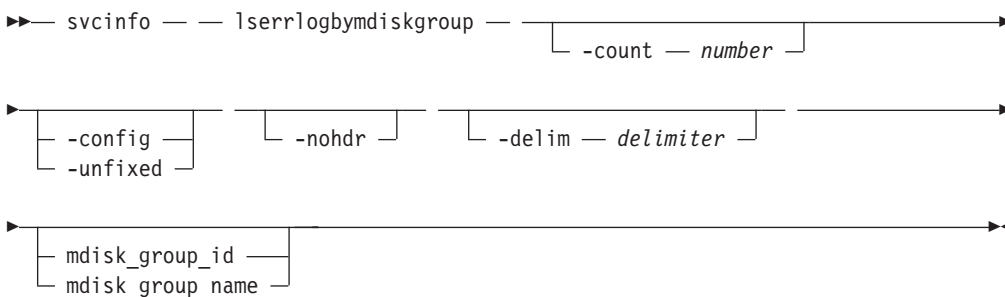 svcinfo lserrlogbymdiskgroup
-count number
-config -nohdr -delim delimiter
-unfixed
mdisk_group_id
mdisk group name